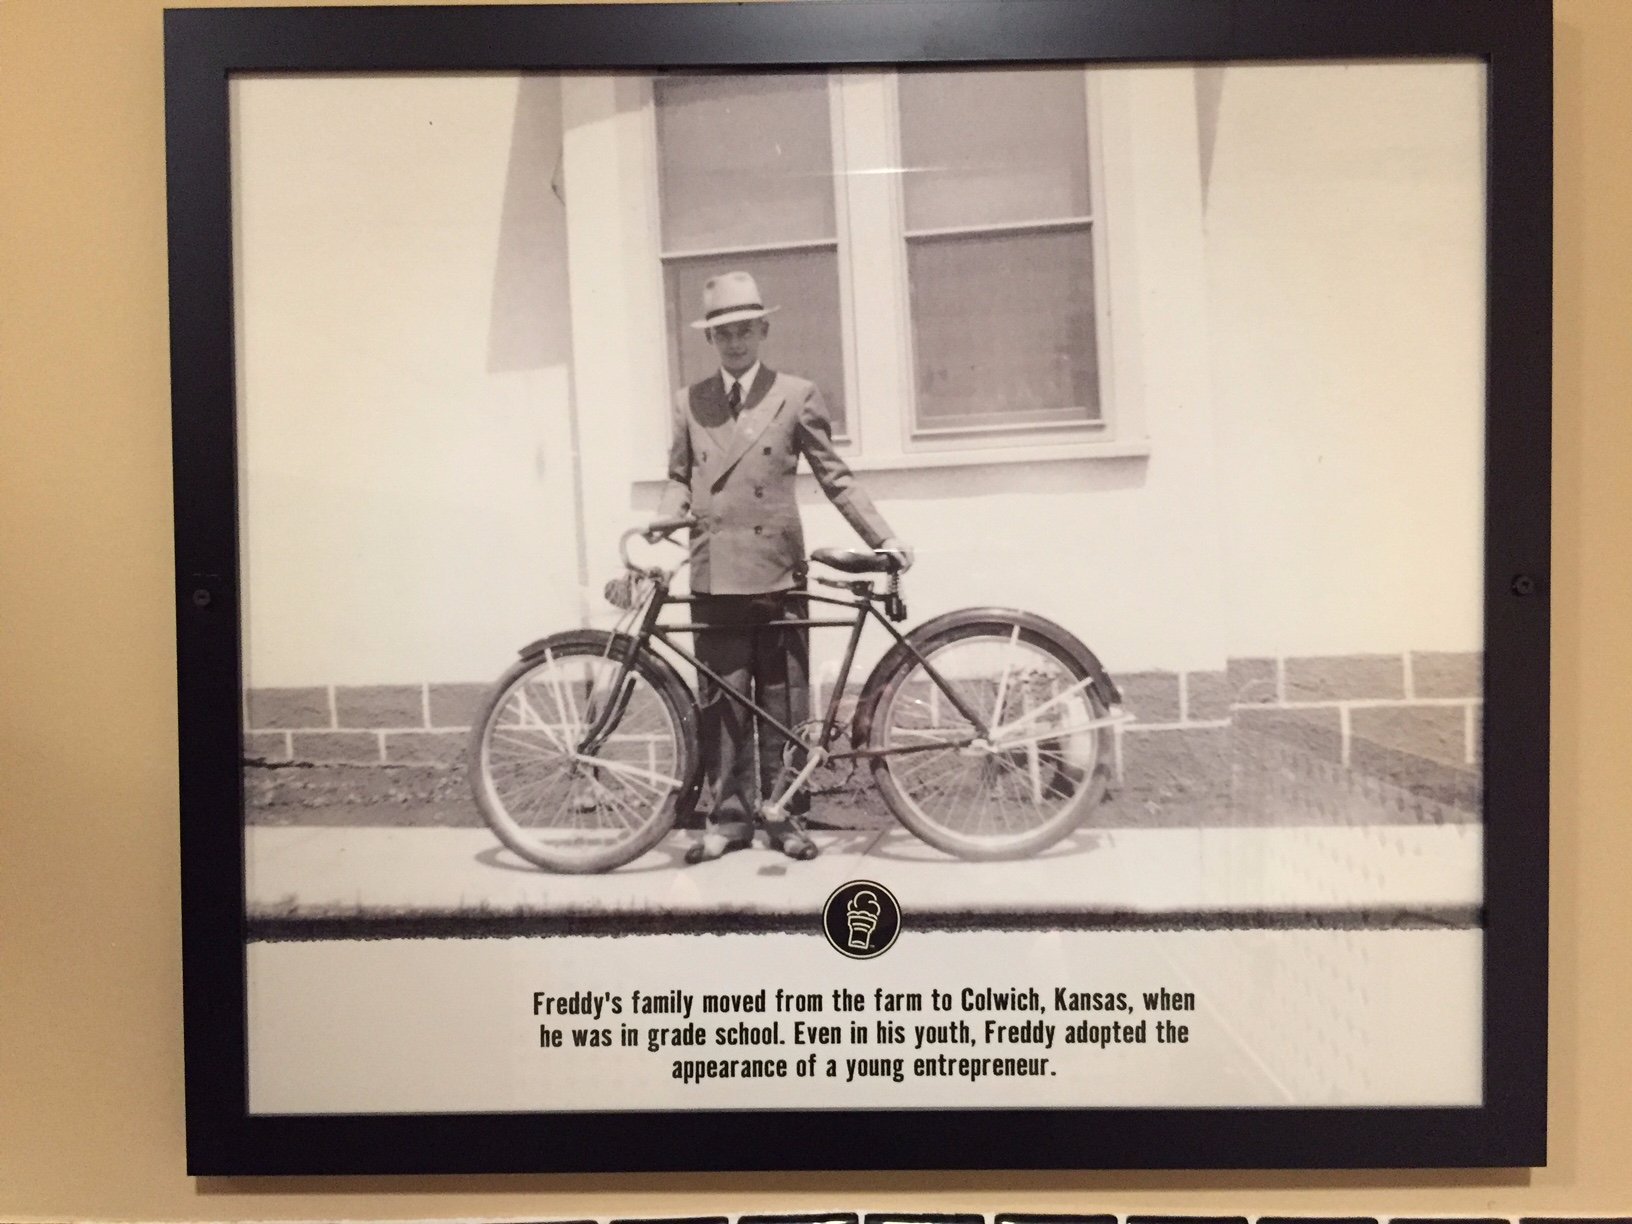 Freddy's family moved from the farm to Colwich, Kansas, when
he was in grade school. Even in his youth, Freddy adopted the
appearance of a young entrepreneur.